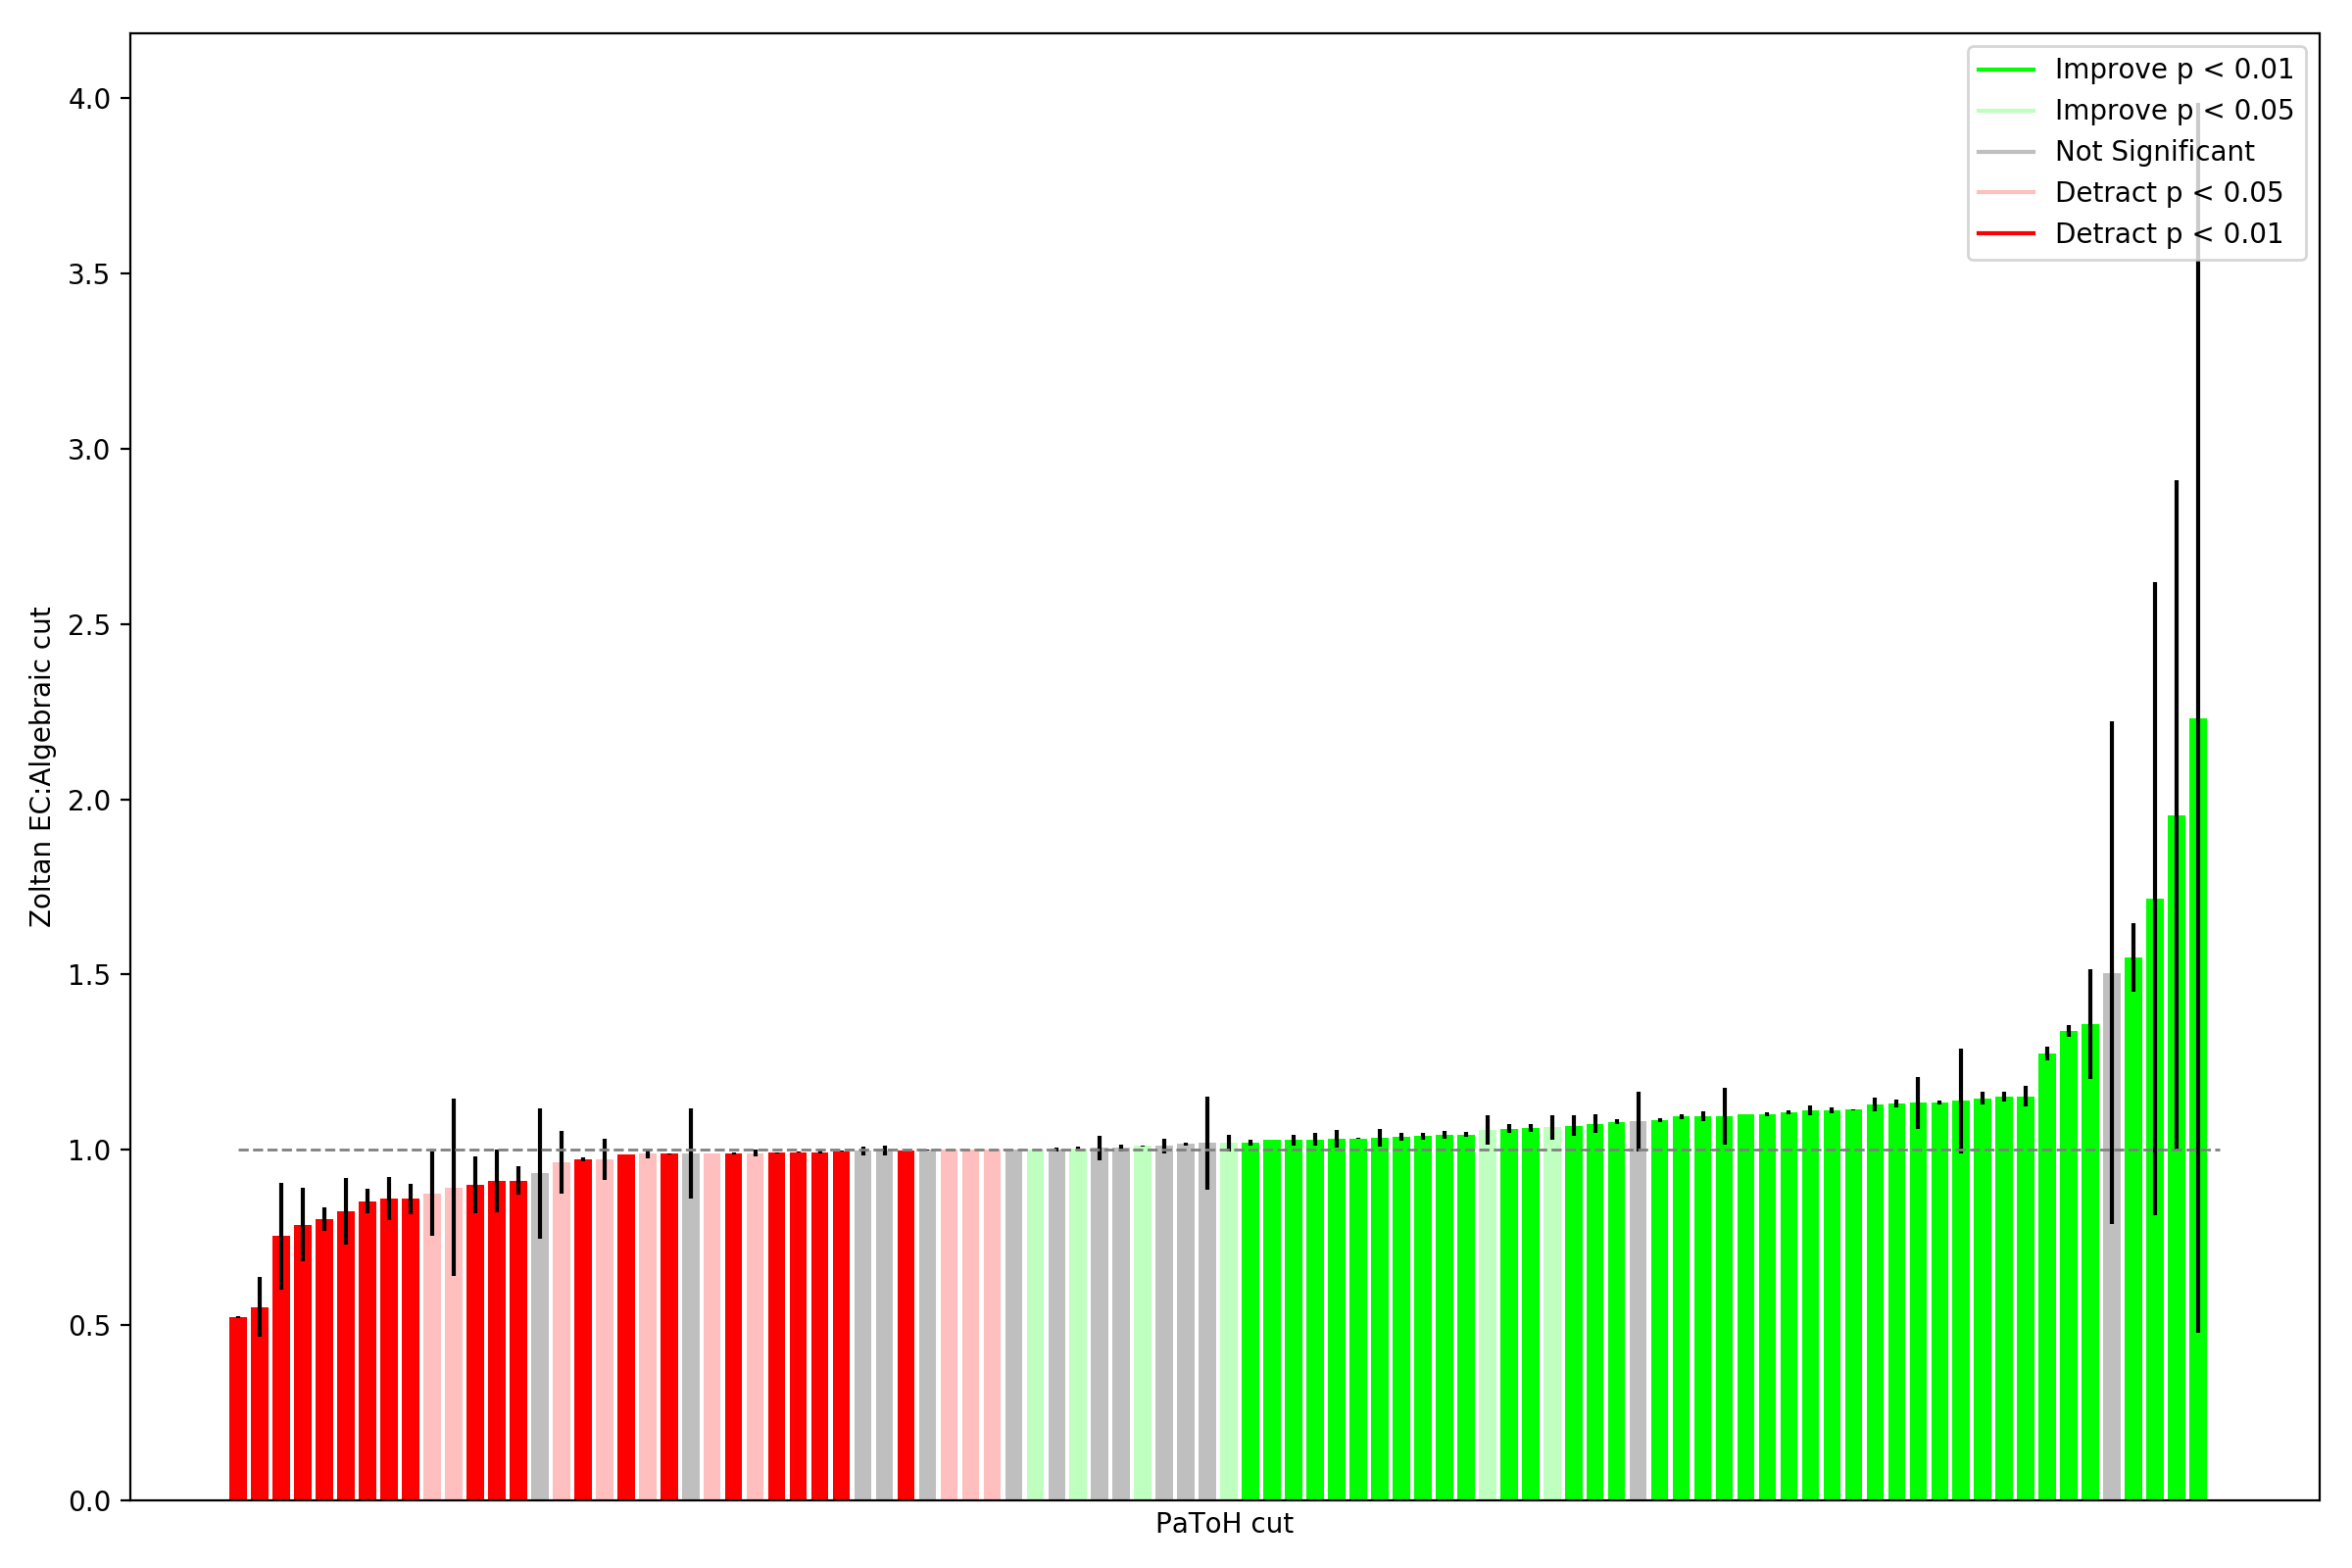 Improve p < 0.01
Improve p < 0.05
Not Significant
Detract p < 0.05
Detract p < 0.01
4.0
3.5
3.0
2.5
2.0
1.5
1.0
0.5
0.0
Zoltan EC:Algebraic cut
PaToH cut